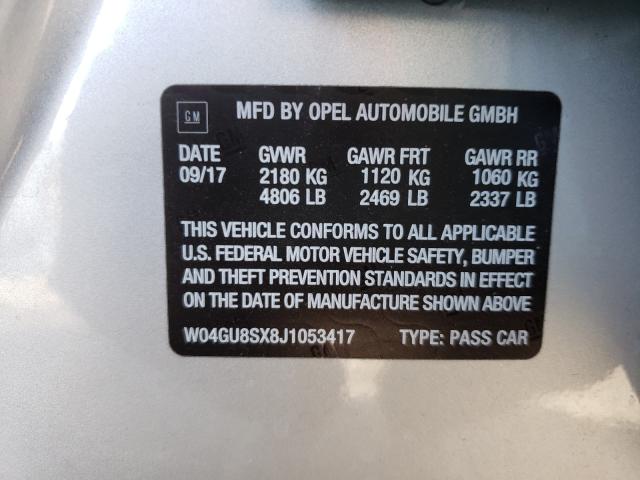 GM MFD BY OPEL AUTOMOBILE GMBH
DATE GVWR GAWR FRT GAWR RR
09/17 2180 KG 1120 KG 1060 KG
4806 LB 2469 LB 2337 LB
THIS VEHICLE CONFORMS TO ALL APPLICABLE
U.S. FEDERAL MOTOR VEHICLE SAFETY, BUMPER
AND THEFT PREVENTION STANDARDS IN EFFECT
ON THE DATE OF MANUFACTURE SHOWN ABOVE
W04GU8SX8J1053417 TYPE: PASS CAR